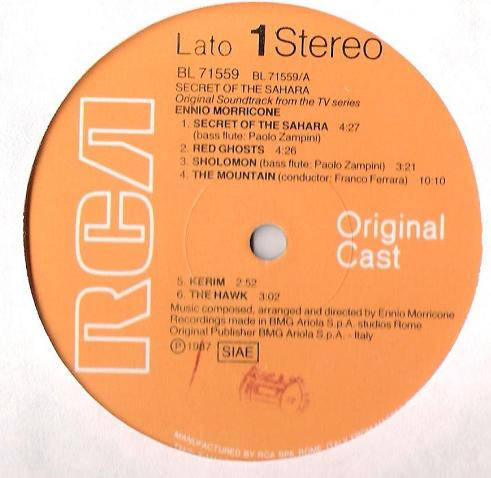 Lato 1 Stereo
BL 71559 BL 71559/A
SECRET OF THE SAHARA
Original Soundtrack from the TV series
ENNIO MORRICONE
1. SECRET OF THE SAHARA 4:27
(bass flute: Paolo Zampini)
2. RED GHOSTS 4:26
3. SHOLOMON (bass flute: Paolo Zampini) 3:21
4. THE MOUNTAIN (conductor: Franco Ferrara) 10:10
RCA
Original
Cast
5. KERIM 2:52
6. THE HAWK 3:02
Music composed, arranged and directed by Ennio Morricone
Recordings made in BMG Ariola S.p.A. studios Rome
Original Publisher BMG Ariola S.p.A. - Italy
Ⓟ 1987 SIAE
MANUFACTURED BY RCA SPA, ROME, ITALY